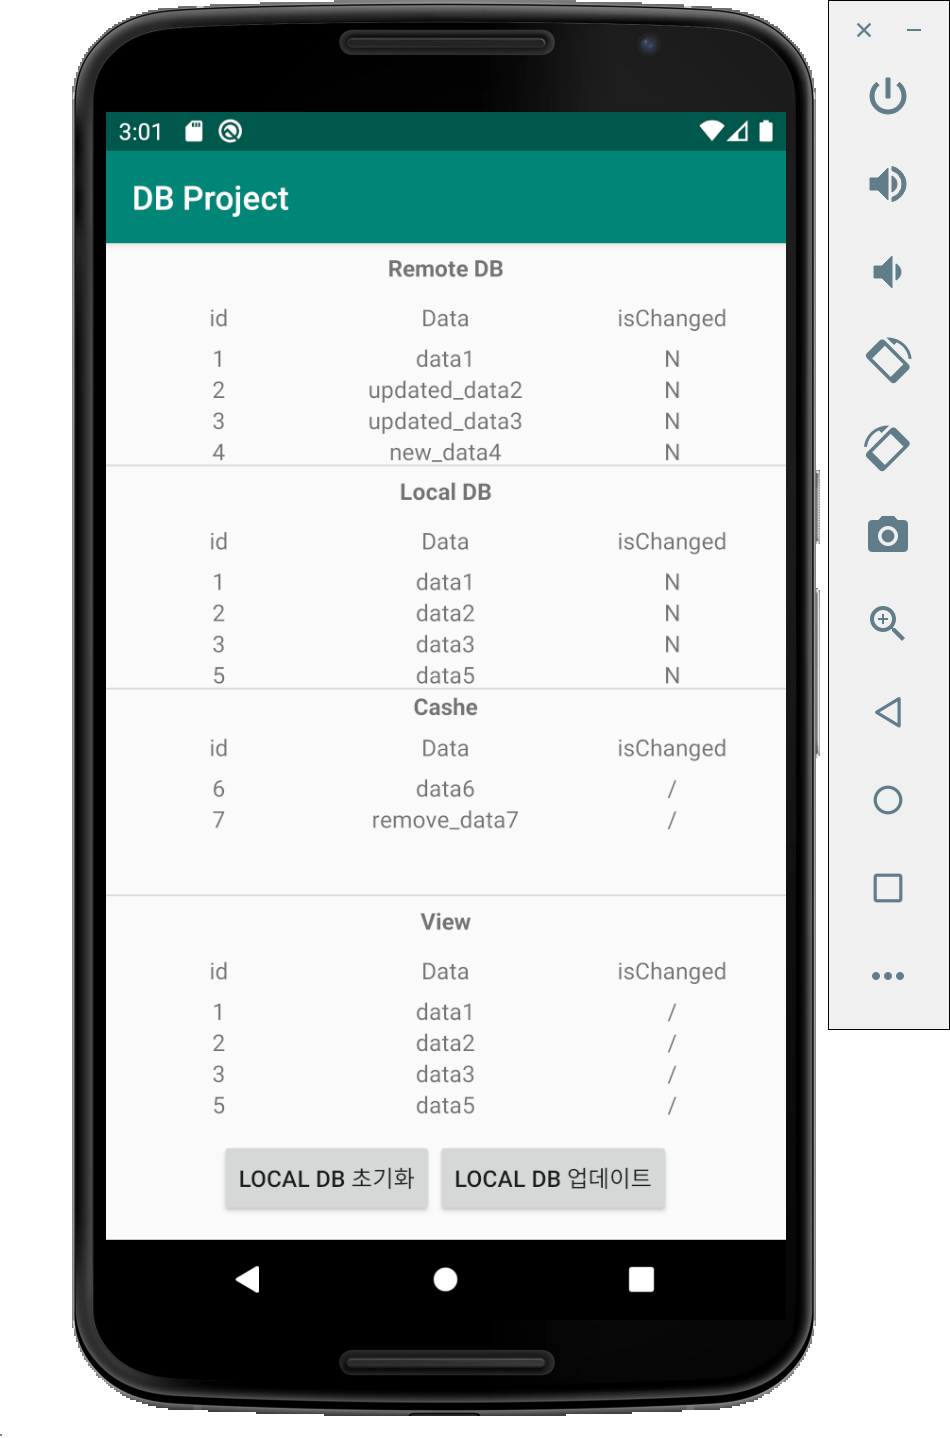 3:01
DB Project
Remote DB
id Data isChanged
1 data1 N
2 updated_data2 N
3 updated_data3 N
4 new_data4 N
Local DB
id Data isChanged
1 data1 N
2 data2 N
3 data3 N
5 data5 N
Cashe
id Data isChanged
6 data6 /
7 remove_data7 /
View
id Data isChanged
1 data1 /
2 data2 /
3 data3 /
5 data5 /
LOCAL DB 초기화 LOCAL DB 업데이트